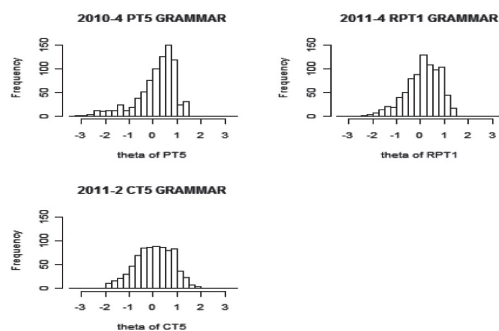 2010-4 PT5 GRAMMAR
Frequency
0 50 100 150
-3 -2 -1 0 1 2 3
theta of PT5
2011-4 RPT1 GRAMMAR
Frequency
0 50 100 150
-3 -2 -1 0 1 2 3
theta of RPT1
2011-2 CT5 GRAMMAR
Frequency
0 50 100 150
-3 -2 -1 0 1 2 3
theta of CT5